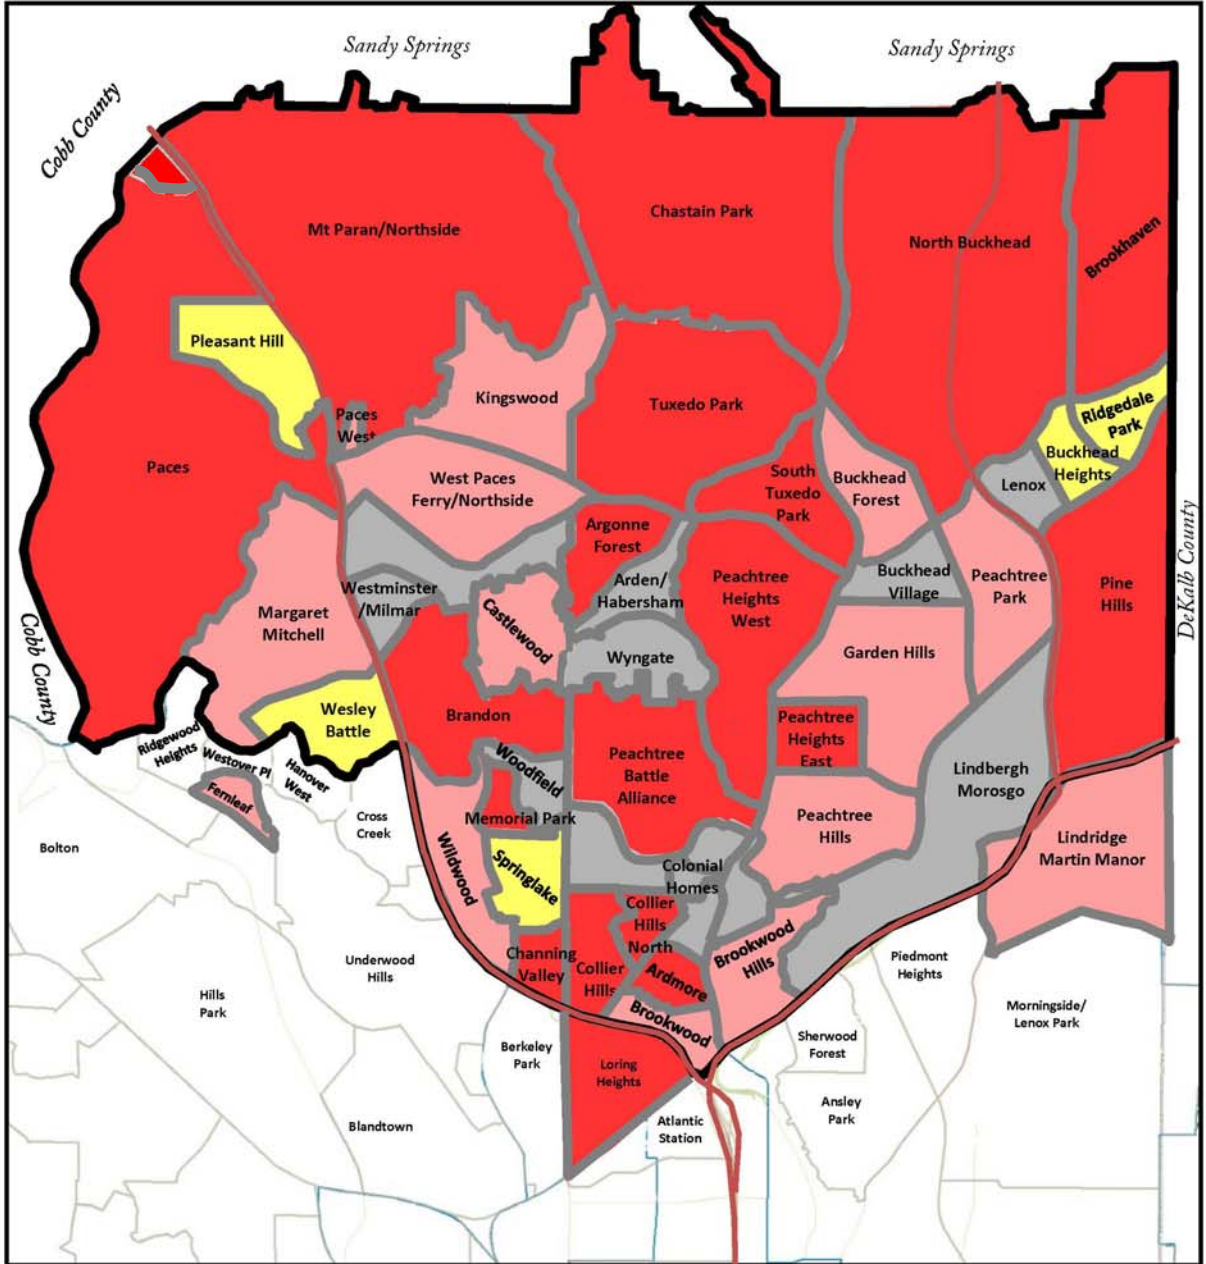 Sandy Springs
Sandy Springs
Cobb County
Mt Paran/Northside
Chastain Park
North Buckhead
Brookhaven
Pleasant Hill
Kingswood
Tuxedo Park
Ridgedale
Park
Paces
West
Buckhead
Heights
Paces
West Paces
Ferry/Northside
South
Tuxedo
Park
Buckhead
Forest
Lenox
Argonne
Forest
DeKalb County
Westminster
/Milmar
Arden/
Habersham
Peachtree
Heights
West
Buckhead
Village
Peachtree
Park
Pine
Hills
Margaret
Mitchell
Castlewood
Wyngate
Garden Hills
Cobb County
Wesley
Battle
Brandon
Peachtree
Heights
East
Ridgewood
Heights
Westover Pl
Hanover
West
Fernleaf
Woodfield
Peachtree
Battle
Alliance
Lindbergh
Morosgo
Memorial Park
Cross
Creek
Peachtree
Hills
Bolton
Wildwood
Springlake
Colonial
Homes
Lindridge
Martin Manor
Collier
Hills
North
Brookwood
Hills
Channing
Valley
Collier
Hills
Ardmore
Underwood
Hills
Piedmont
Heights
Hills
Park
Brookwood
Morningside/
Lenox Park
Berkeley
Park
Sherwood
Forest
Loring
Heights
Ansley
Park
Blandtown
Atlantic
Station